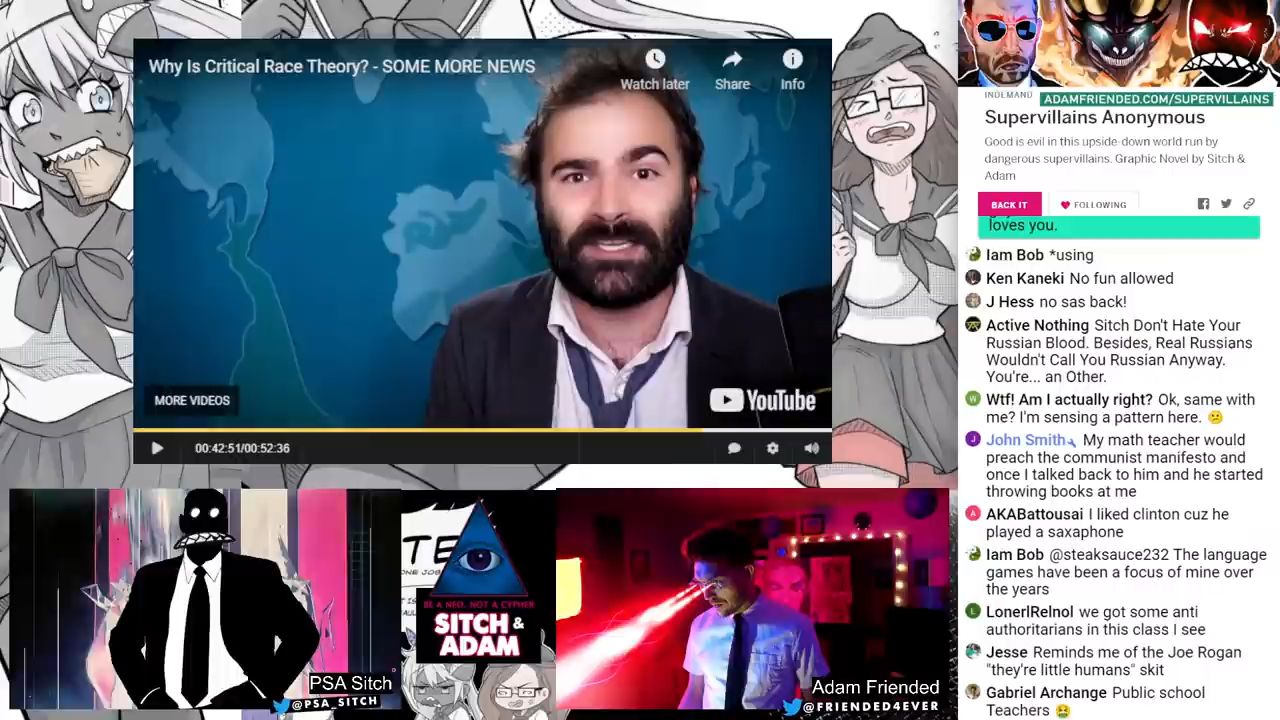 Why Is Critical Race Theory? - SOME MORE NEWS
Watch later
Share
Info
MORE VIDEOS
YouTube
00:42:51/00:52:36
INDEMAND
ADAMFRIENDED.COM/SUPERVILLAINS
Supervillains Anonymous
Good is evil in this upside-down world run by
dangerous supervillains. Graphic Novel by Sitch &
Adam
BACK IT
FOLLOWING
loves you.
Iam Bob *using
Ken Kaneki No fun allowed
J Hess no sas back!
Active Nothing Sitch Don't Hate Your
Russian Blood. Besides, Real Russians
Wouldn't Call You Russian Anyway.
You're... an Other.
Wtf! Am I actually right? Ok, same with
me? I'm sensing a pattern here. 😕
John Smith🔧 My math teacher would
preach the communist manifesto and
once I talked back to him and he started
throwing books at me
AKABattousai I liked clinton cuz he
played a saxaphone
Iam Bob @steaksauce232 The language
games have been a focus of mine over
the years
LonerlRelnol we got some anti
authoritarians in this class I see
Jesse Reminds me of the Joe Rogan
"they're little humans" skit
Gabriel Archange Public school
Teachers 🤮
PSA Sitch
@PSA_SITCH
TE
BE A NEO, NOT A CYPHER
SITCH &
ADAM
Adam Friended
@FRIENDED4EVER